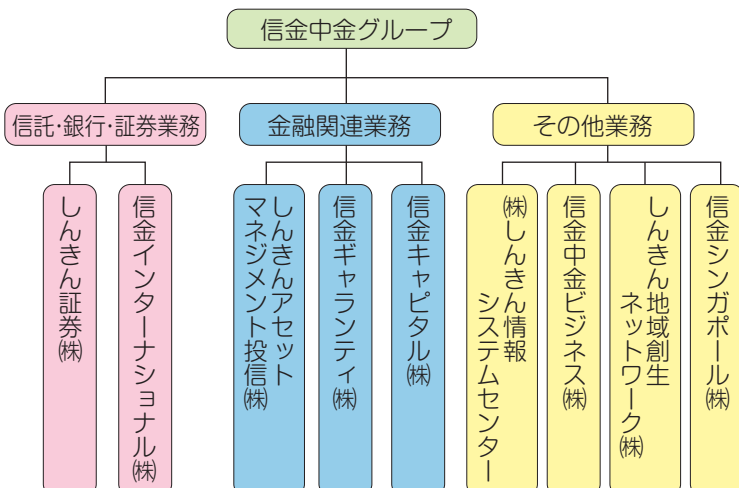 信金中金グループ
信託・銀行・証券業務
金融関連業務
その他業務
しんきん証券㈱
信金インターナショナル㈱
しんきんアセット
マネジメント投信㈱
信金ギャランティ㈱
信金キャピタル㈱
㈱しんきん情報
システムセンター
信金中金ビジネス㈱
しんきん地域創生
ネットワーク㈱
信金シンガポール㈱